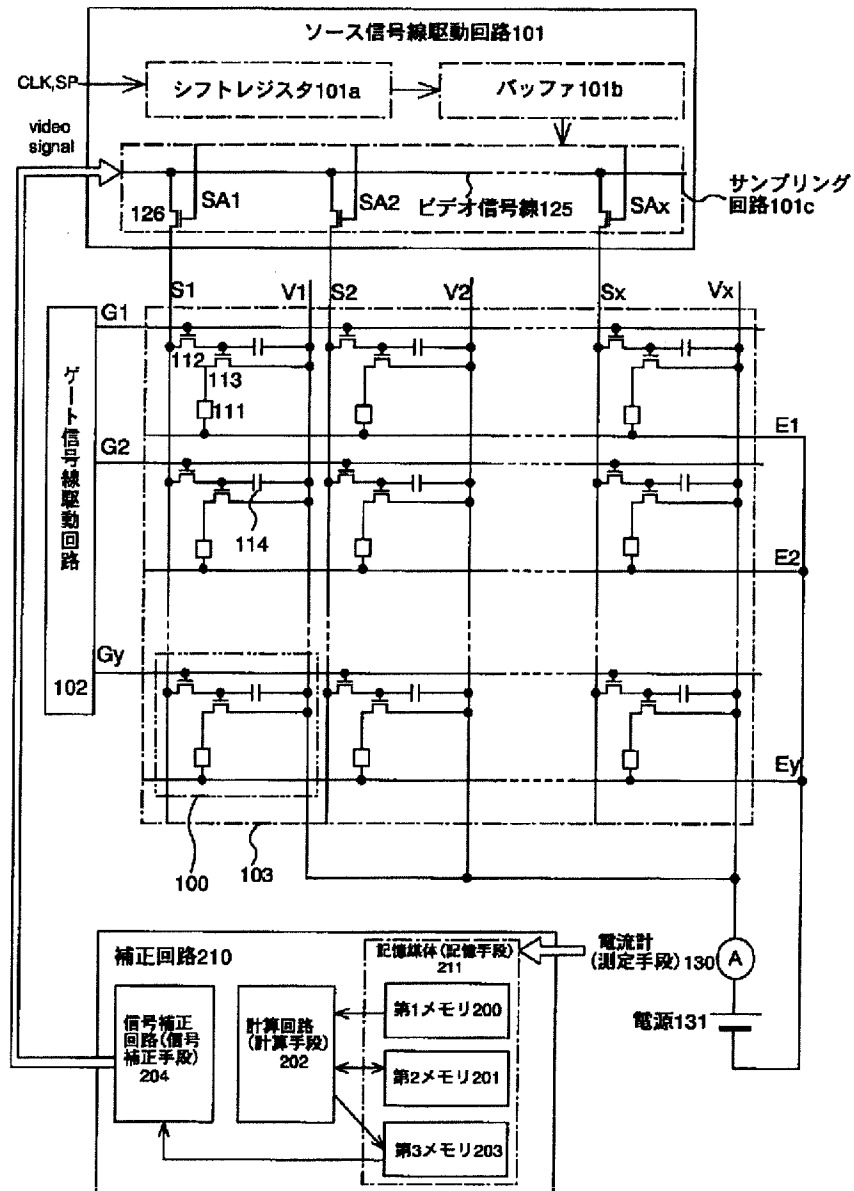 ソース信号線駆動回路101
CLK,SP
シフトレジスタ101a
バッファ101b
video
signal
126
SA1
SA2
ビデオ信号線125
SAx
サンプリング
回路101c
S1
V1
S2
V2
Sx
Vx
G1
112
113
111
E1
G2
114
E2
ゲート信号線駆動回路
102
Gy
Ey
100
103
補正回路210
記憶媒体(記憶手段)
211
電流計
(測定手段)130
A
電源131
信号補正
回路(信号
補正手段)
204
計算回路
(計算手段)
202
第1メモリ200
第2メモリ201
第3メモリ203